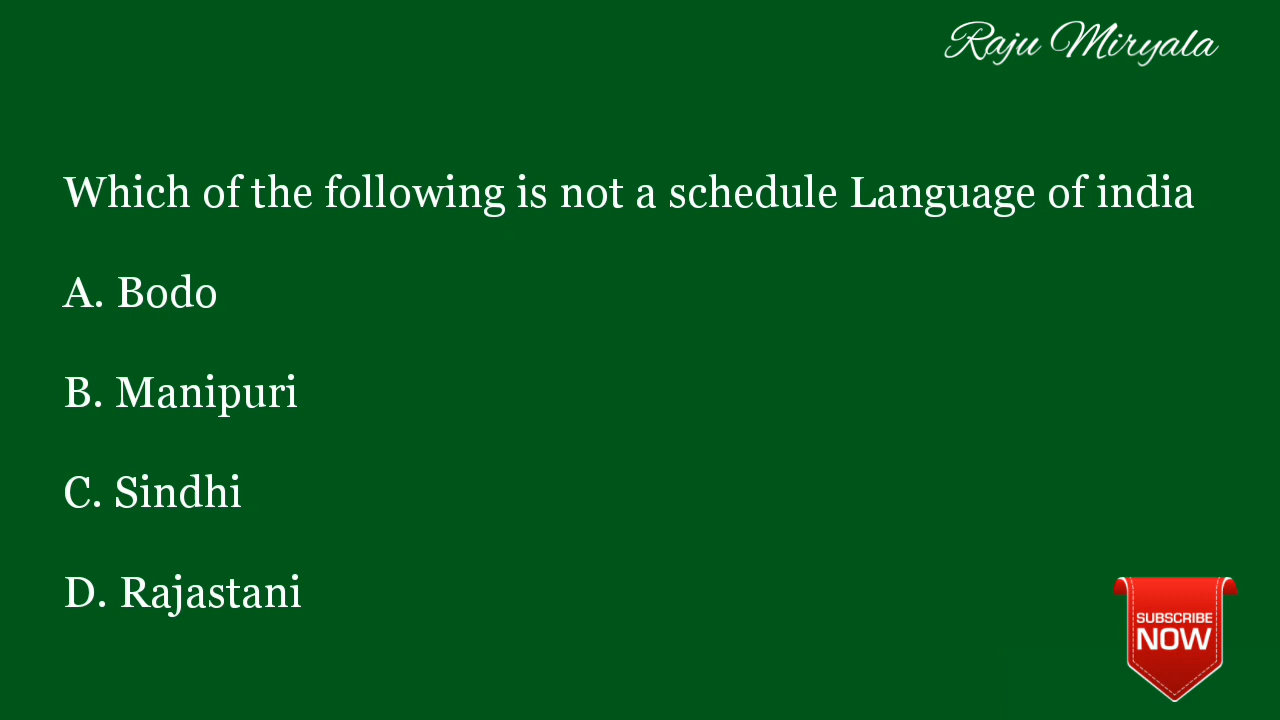 Raju Miryala
Which of the following is not a schedule Language of india
A. Bodo
B. Manipuri
C. Sindhi
D. Rajastani
SUBSCRIBE
NOW